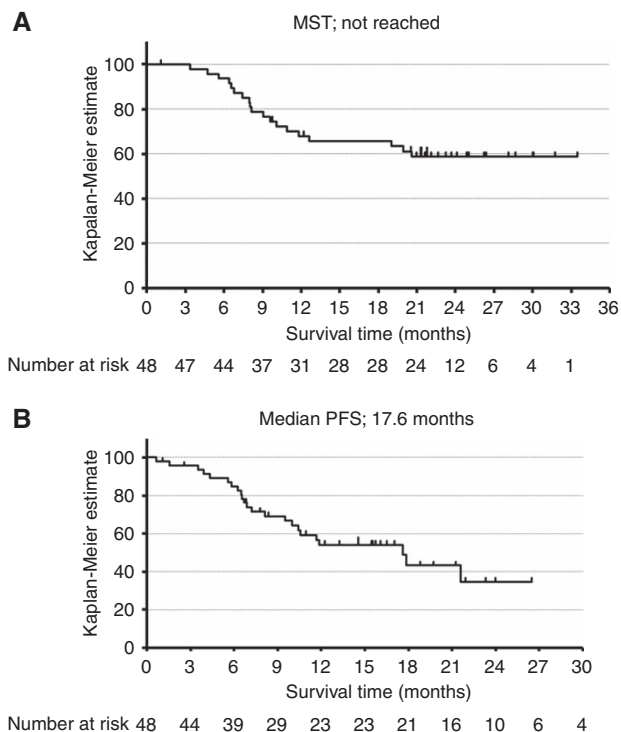 A
MST; not reached
Kapalan-Meier estimate
100
80
60
40
20
0
0 3 6 9 12 15 18 21 24 27 30 33 36
Survival time (months)
Number at risk 48 47 44 37 31 28 28 24 12 6 4 1
B
Median PFS; 17.6 months
Kaplan-Meier estimate
100
80
60
40
20
0
0 3 6 9 12 15 18 21 24 27 30
Survival time (months)
Number at risk 48 44 39 29 23 23 21 16 10 6 4